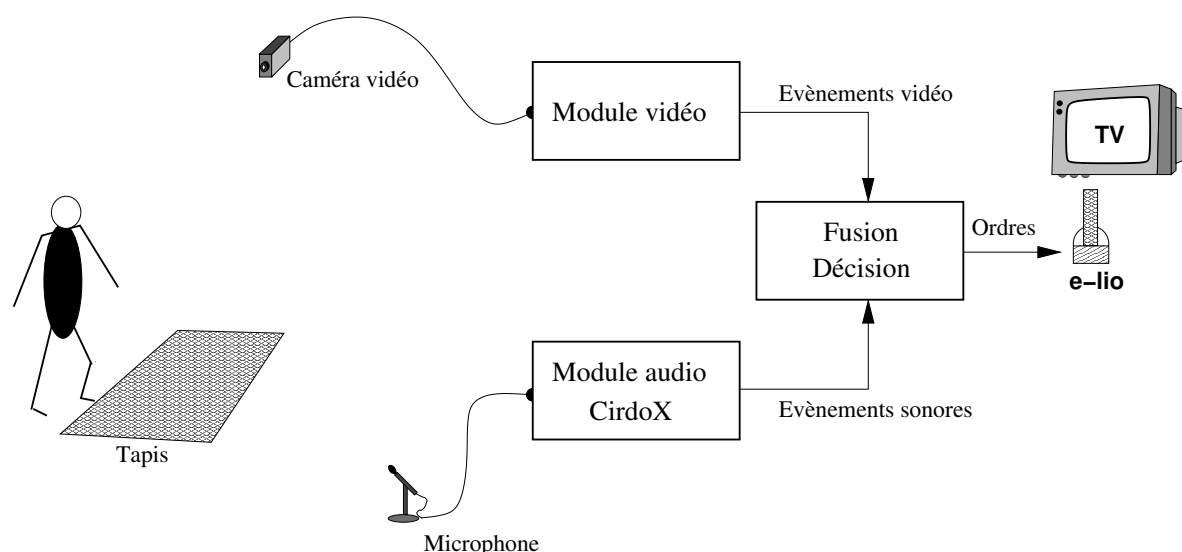 Caméra vidéo
Module vidéo
Evènements vidéo
TV
Fusion
Décision
Ordres
e-lio
Module audio
CirdoX
Evènements sonores
Tapis
Microphone